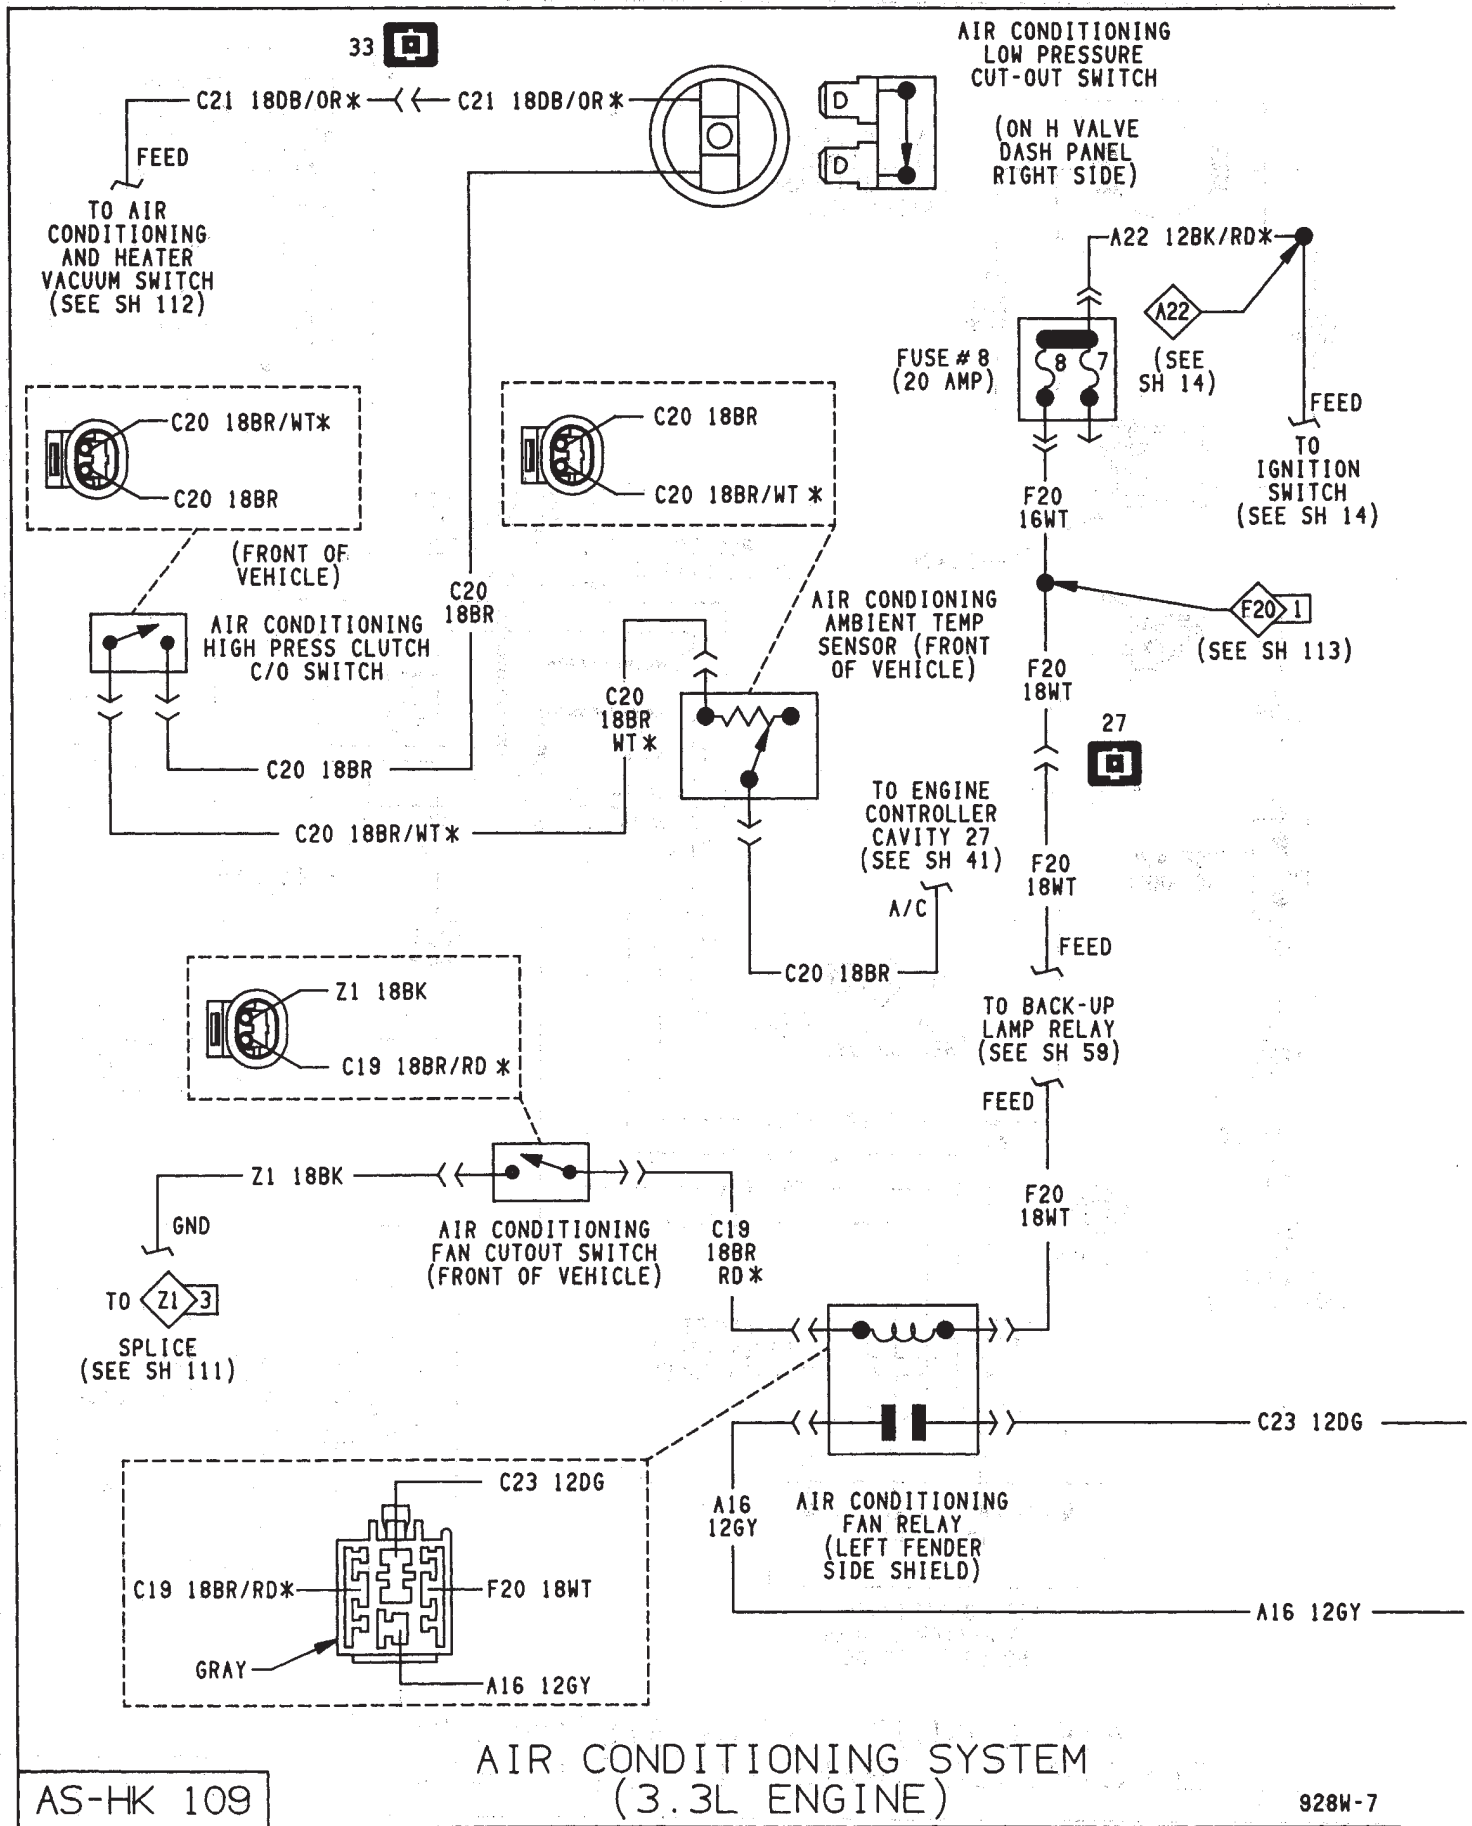 33
C21 18DB/OR*
C21 18DB/OR*
AIR CONDITIONING
LOW PRESSURE
CUT-OUT SWITCH
D
D
(ON H VALVE
DASH PANEL
RIGHT SIDE)
FEED
TO AIR
CONDITIONING
AND HEATER
VACUUM SWITCH
(SEE SH 112)
A22 12BK/RD*
A22
(SEE
SH 14)
FUSE # 8
(20 AMP)
8
7
FEED
TO
IGNITION
SWITCH
(SEE SH 14)
C20 18BR/WT*
C20 18BR
C20 18BR
C20 18BR/WT *
F20
16WT
(FRONT OF
VEHICLE)
C20
18BR
AIR CONDITIONING
HIGH PRESS CLUTCH
C/O SWITCH
AIR CONDIONING
AMBIENT TEMP
SENSOR (FRONT
OF VEHICLE)
F20 1
(SEE SH 113)
F20
18WT
C20
18BR
WT *
27
C20 18BR
C20 18BR/WT*
TO ENGINE
CONTROLLER
CAVITY 27
(SEE SH 41)
F20
18WT
A/C
FEED
C20 18BR
Z1 18BK
C19 18BR/RD *
TO BACK-UP
LAMP RELAY
(SEE SH 59)
FEED
Z1 18BK
F20
18WT
GND
AIR CONDITIONING
FAN CUTOUT SWITCH
(FRONT OF VEHICLE)
C19
18BR
RD *
TO Z1 3
SPLICE
(SEE SH 111)
C23 12DG
C23 12DG
A16
12GY
AIR CONDITIONING
FAN RELAY
(LEFT FENDER
SIDE SHIELD)
C19 18BR/RD*
F20 18WT
A16 12GY
GRAY
A16 12GY
AIR CONDITIONING SYSTEM
(3.3L ENGINE)
AS-HK 109
928W-7